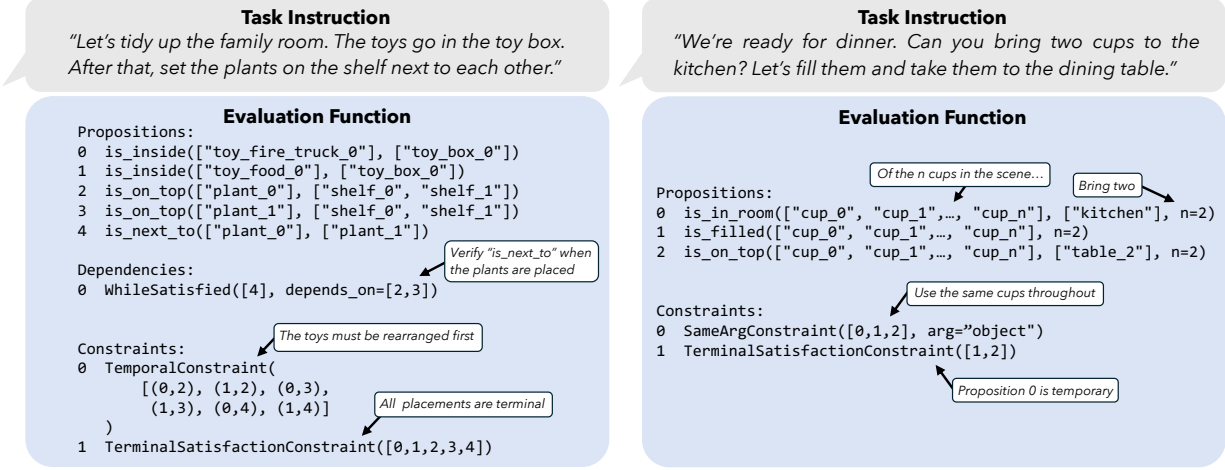 Task Instruction
“Let’s tidy up the family room. The toys go in the toy box.
After that, set the plants on the shelf next to each other.”
Evaluation Function
Propositions:
0 is_inside(["toy_fire_truck_0"], ["toy_box_0"])
1 is_inside(["toy_food_0"], ["toy_box_0"])
2 is_on_top(["plant_0"], ["shelf_0", "shelf_1"])
3 is_on_top(["plant_1"], ["shelf_0", "shelf_1"])
4 is_next_to(["plant_0"], ["plant_1"])
Verify “is_next_to” when
the plants are placed
Dependencies:
0 WhileSatisfied([4], depends_on=[2,3])
The toys must be rearranged first
Constraints:
0 TemporalConstraint(
[(0,2), (1,2), (0,3),
(1,3), (0,4), (1,4)]
)
All placements are terminal
1 TerminalSatisfactionConstraint([0,1,2,3,4])
Task Instruction
“We’re ready for dinner. Can you bring two cups to the
kitchen? Let’s fill them and take them to the dining table.”
Evaluation Function
Of the n cups in the scene…
Bring two
Propositions:
0 is_in_room(["cup_0", "cup_1",…, "cup_n"], ["kitchen"], n=2)
1 is_filled(["cup_0", "cup_1",…, "cup_n"], n=2)
2 is_on_top(["cup_0", "cup_1",…, "cup_n"], ["table_2"], n=2)
Use the same cups throughout
Constraints:
0 SameArgConstraint([0,1,2], arg=”object")
1 TerminalSatisfactionConstraint([1,2])
Proposition 0 is temporary